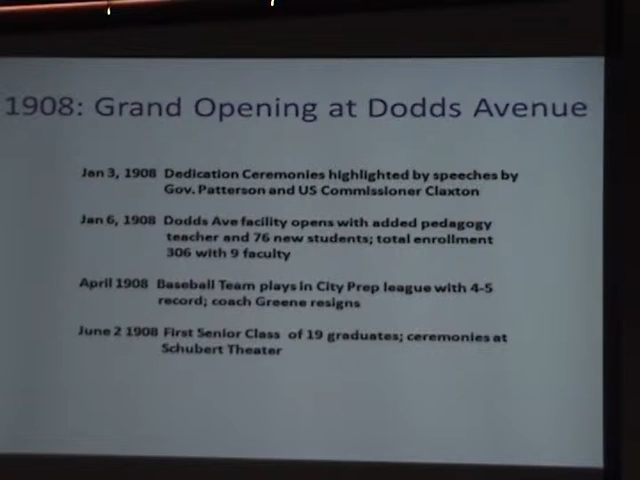 1908: Grand Opening at Dodds Avenue
Jan 3, 1908 Dedication Ceremonies highlighted by speeches by
Gov. Patterson and US Commissioner Claxton
Jan 6, 1908 Dodds Ave facility opens with added pedagogy
teacher and 76 new students; total enrollment
306 with 9 faculty
April 1908 Baseball Team plays in City Prep league with 4-5
record; coach Greene resigns
June 2 1908 First Senior Class of 19 graduates; ceremonies at
Schubert Theater